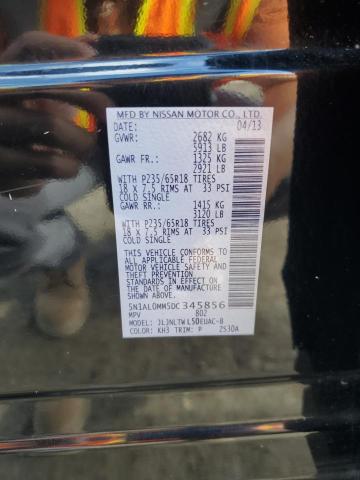 MFD BY NISSAN MOTOR CO., LTD.
DATE: 04/13
GVWR: 2682 KG
5913 LB
GAWR FR.: 1325 KG
2921 LB
WITH P235/65R18 TIRES
18 X 7.5 RIMS AT 33 PSI
COLD SINGLE
GAWR RR.: 1415 KG
3120 LB
WITH P235/65R18 TIRES
18 X 7.5 RIMS AT 33 PSI
COLD SINGLE
THIS VEHICLE CONFORMS
TO ALL APPLICABLE FEDERAL
MOTOR VEHICLE SAFETY AND
THEFT PREVENTION
STANDARDS IN EFFECT ON
THE DATE OF MANUFACTURE
SHOWN ABOVE.
5N1AL0MM5DC345856
MPV 802
MODEL: JLJNLTWL50EUAC-B
COLOR: KH3 TRIM: P 2530A